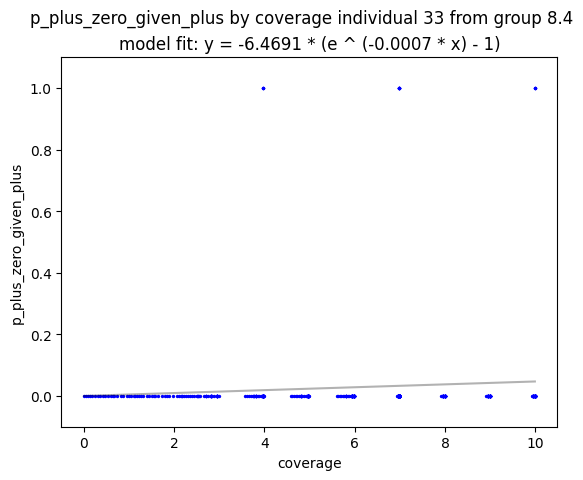 p_plus_zero_given_plus by coverage individual 33 from group 8.4
model fit: y = -6.4691 * (e ^ (-0.0007 * x) - 1)
p_plus_zero_given_plus
1.0
0.8
0.6
0.4
0.2
0.0
0 2 4 6 8 10
coverage